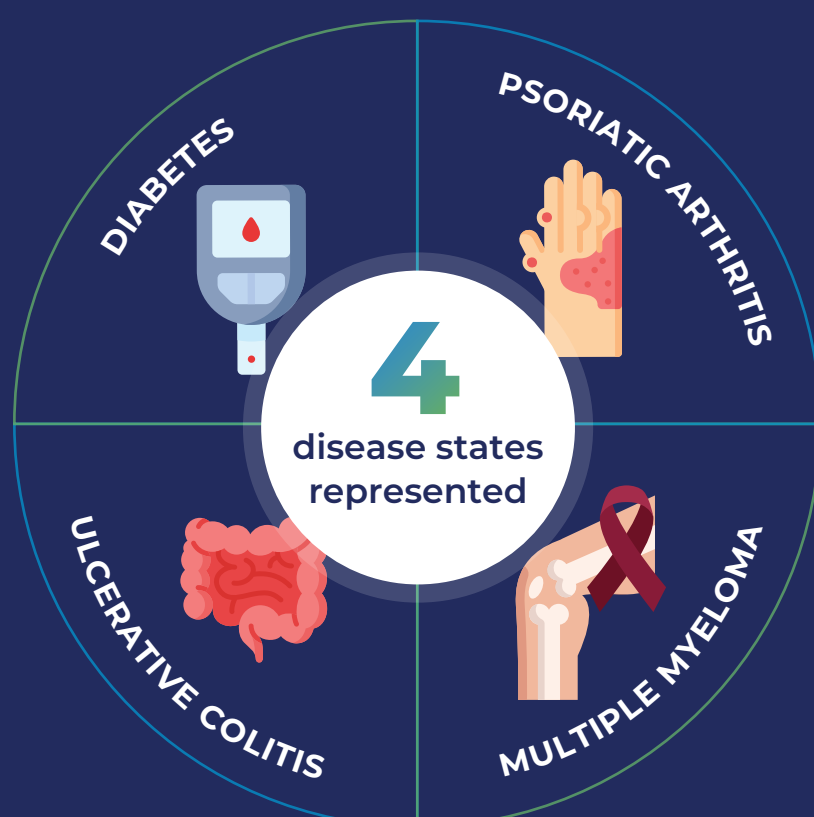 DIABETES
PSORIATIC ARTHRITIS
4
disease states
represented
ULCERATIVE COLITIS
MULTIPLE MYELOMA